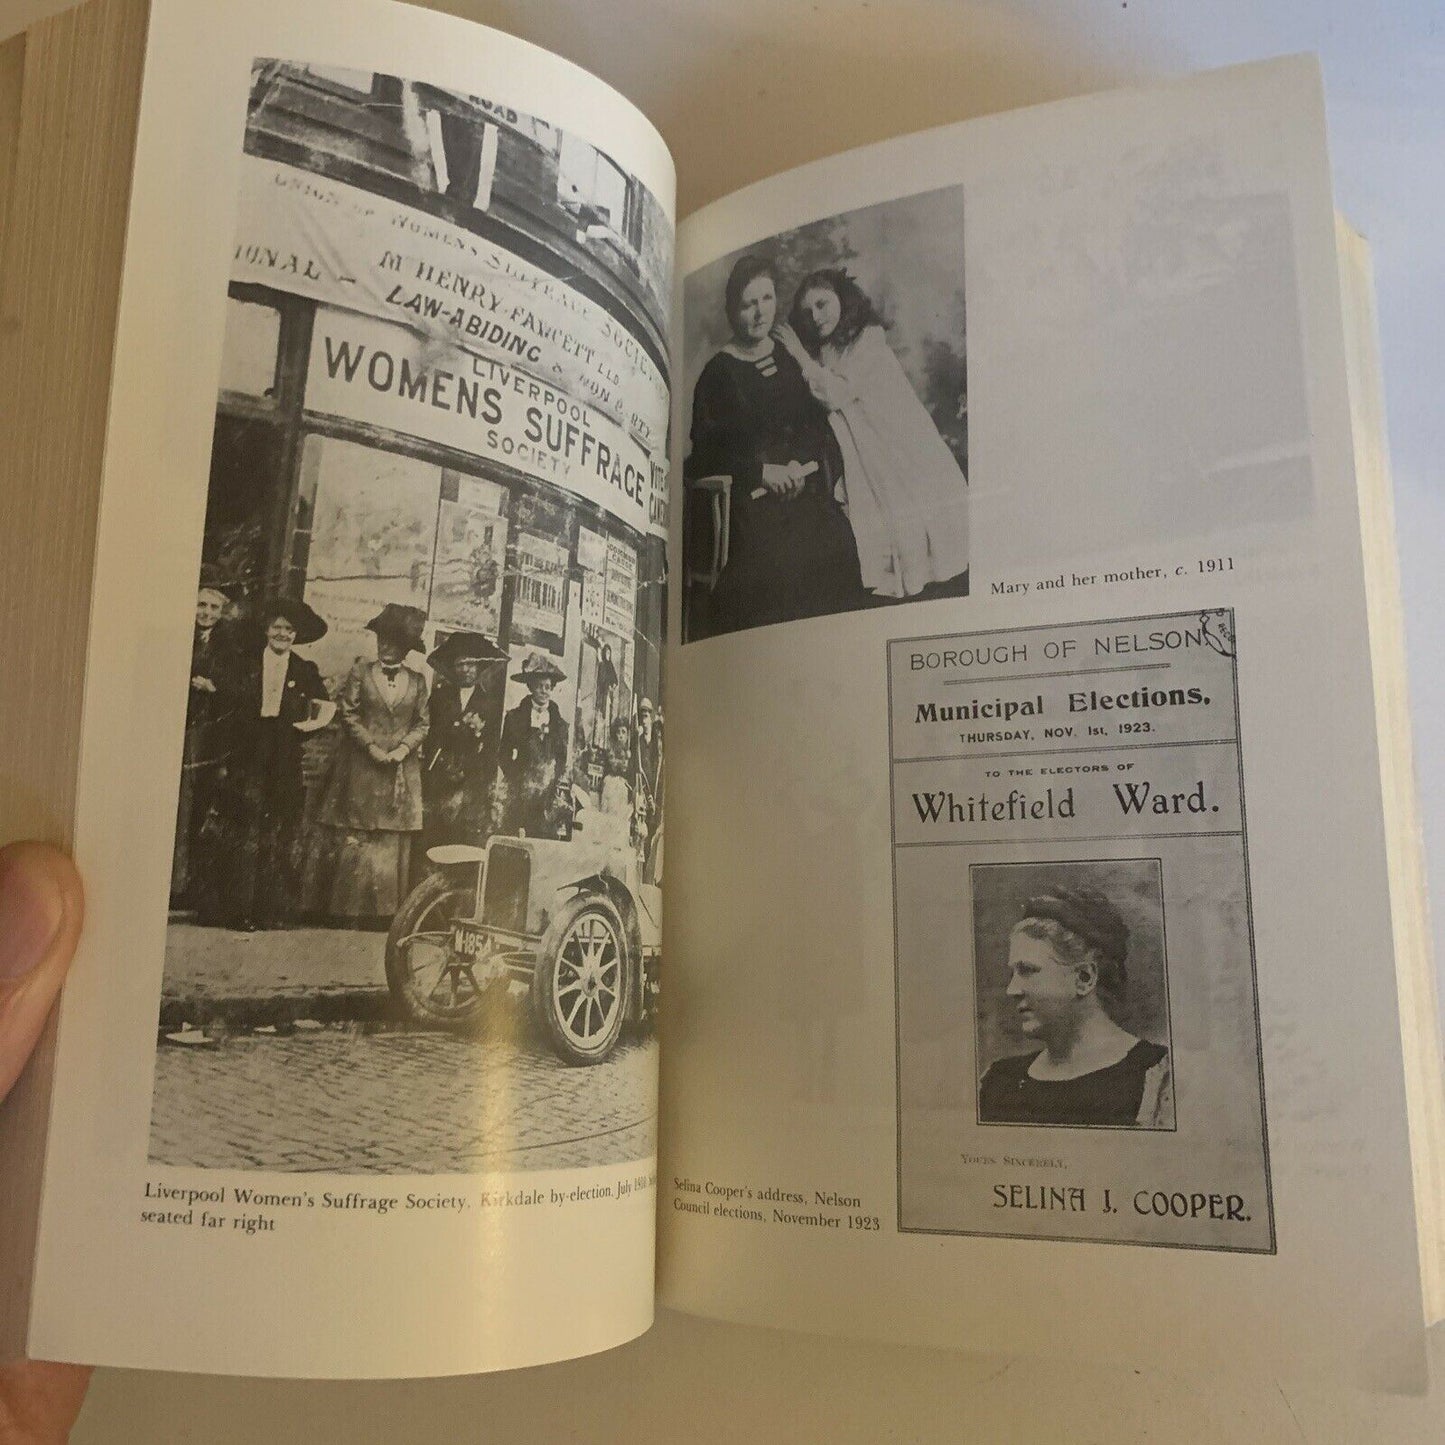 ROAD
UNION OF WOMENS SUFFRAGE SOCIETIES
IONAL
Mrs HENRY FAWCETT LLD
LAW-ABIDING & NON PARTY
LIVERPOOL
WOMENS SUFFRAGE
SOCIETY
M-1854
Liverpool Women's Suffrage Society, Kirkdale by-election, July 1910.
seated far right
Mary and her mother, c. 1911
BOROUGH OF NELSON.
Municipal Elections.
THURSDAY, NOV. 1st, 1923.
TO THE ELECTORS OF
Whitefield Ward.
YOURS SINCERELY,
SELINA J. COOPER.
Selina Cooper's address, Nelson
Council elections, November 1923